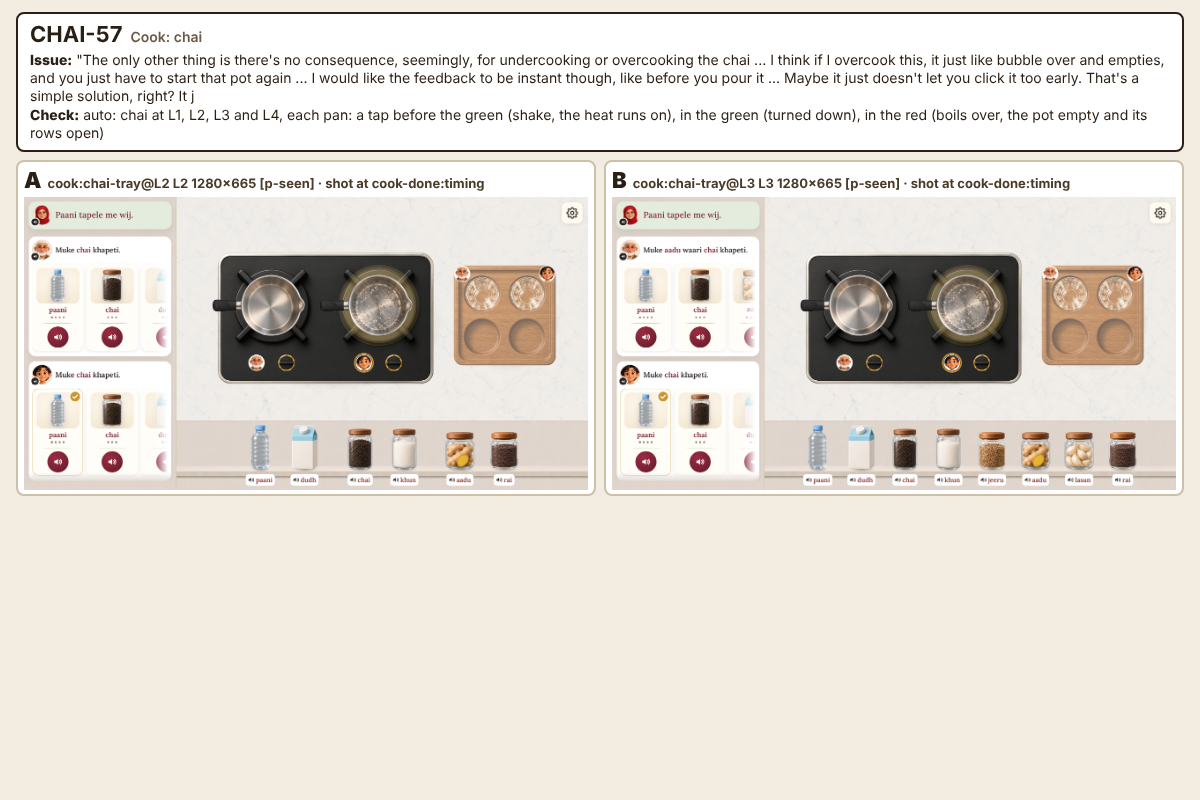 CHAI-57 Cook: chai
Issue: "The only other thing is there's no consequence, seemingly, for undercooking or overcooking the chai ... I think if I overcook this, it just like bubble over and empties,
and you just have to start that pot again ... I would like the feedback to be instant though, like before you pour it ... Maybe it just doesn't let you click it too early. That's a
simple solution, right? It j
Check: auto: chai at L1, L2, L3 and L4, each pan: a tap before the green (shake, the heat runs on), in the green (turned down), in the red (boils over, the pot empty and its
rows open)
A cook:chai-tray@L2 L2 1280×665 [p-seen] · shot at cook-done:timing
Paani tapele me wij.
Muke chai khapeti.
paani chai
Muke chai khapeti.
paani chai
paani dudh chai khun aadu rai
B cook:chai-tray@L3 L3 1280×665 [p-seen] · shot at cook-done:timing
Paani tapele me wij.
Muke aadu waari chai khapeti.
paani chai
Muke chai khapeti.
paani chai
paani dudh chai khun jeeru aadu lasan rai